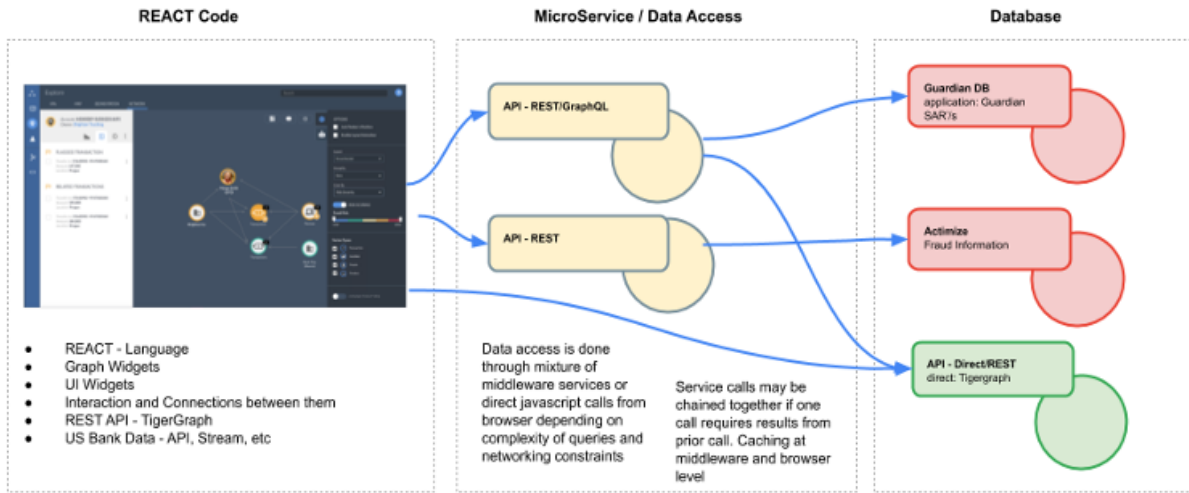 REACT Code
MicroService / Data Access
Database
Explorer
API - REST/GraphQL
API - REST
Guardian DB
application: Guardian
SAR'/s
Actimize
Fraud Information
API - Direct/REST
direct: Tigergraph
● REACT - Language
● Graph Widgets
● UI Widgets
● Interaction and Connections between them
● REST API - TigerGraph
● US Bank Data - API, Stream, etc
Data access is done
through mixture of
middleware services or
direct javascript calls from
browser depending on
complexity of queries and
networking constraints
Service calls may be
chained together if one
call requires results from
prior call. Caching at
middleware and browser
level